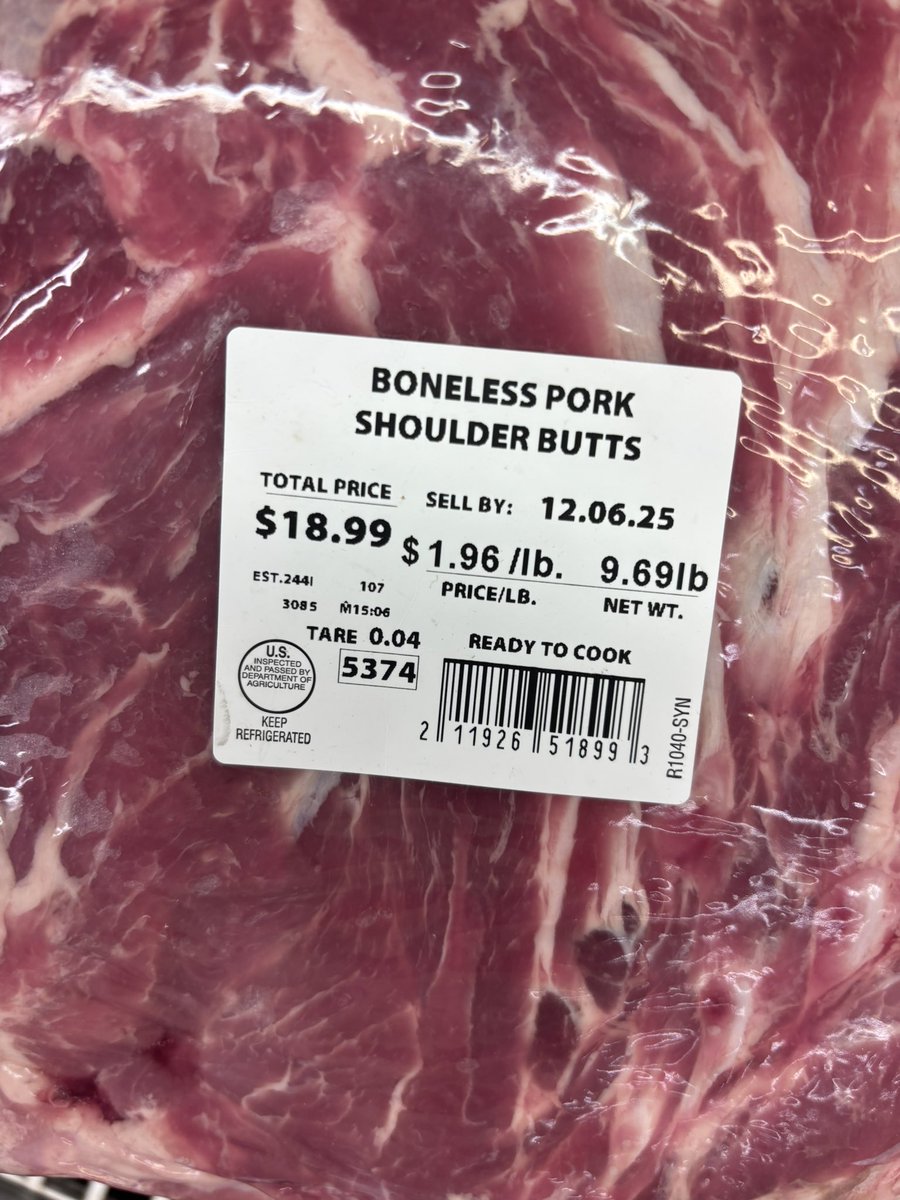 BONELESS PORK
SHOULDER BUTTS
TOTAL PRICE
SELL BY: 12.06.25
$18.99
$1.96 /lb.
9.69lb
PRICE/LB.
NET WT.
EST.244I
107
3085
M15:06
TARE 0.04
READY TO COOK
5374
U.S.
INSPECTED
AND PASSED BY
DEPARTMENT OF
AGRICULTURE
KEEP
REFRIGERATED
2 11926 51899 3
R1040-SYN